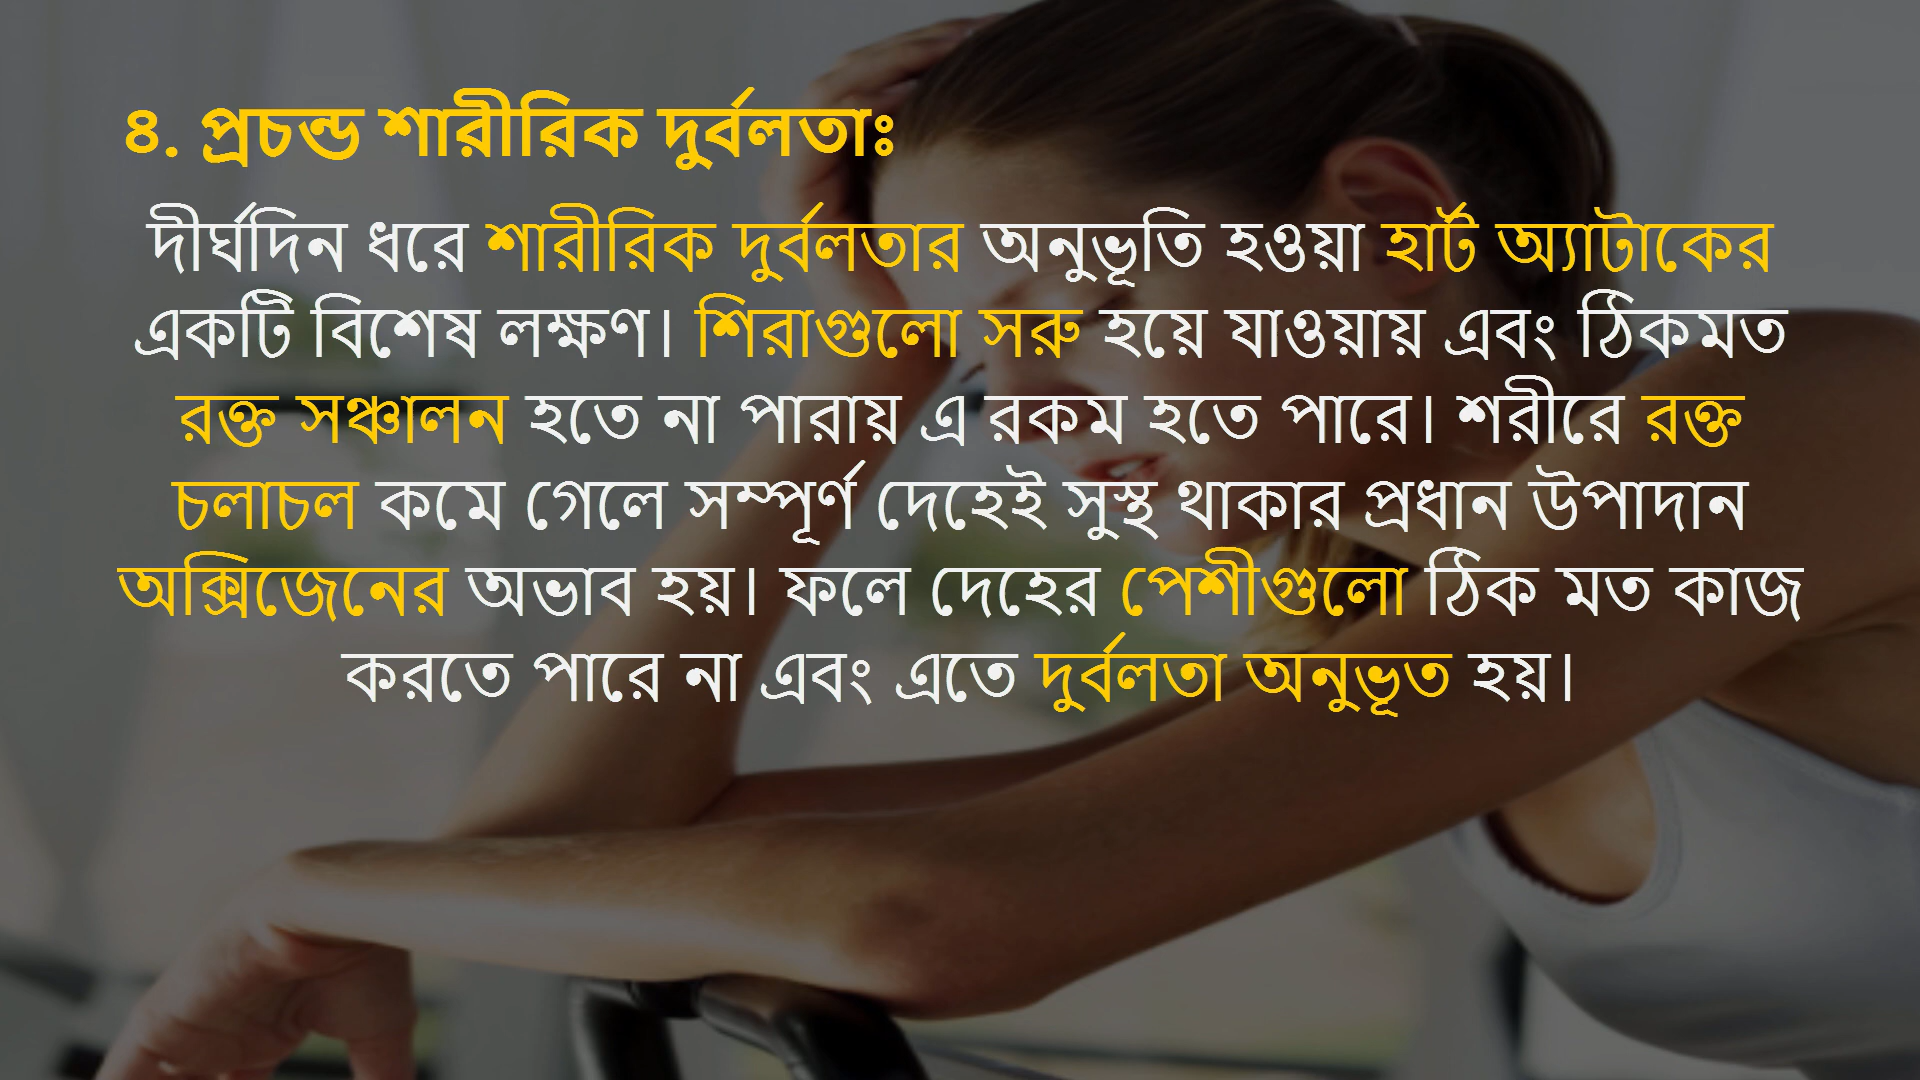 ৪. প্রচন্ড শারীরিক দুর্বলতাঃ
দীর্ঘদিন ধরে শারীরিক দুর্বলতার অনুভূতি হওয়া হার্ট অ্যাটাকের
একটি বিশেষ লক্ষণ। শিরাগুলো সরু হয়ে যাওয়ায় এবং ঠিকমত
রক্ত সঞ্চালন হতে না পারায় এ রকম হতে পারে। শরীরে রক্ত
চলাচল কমে গেলে সম্পূর্ণ দেহেই সুস্থ থাকার প্রধান উপাদান
অক্সিজেনের অভাব হয়। ফলে দেহের পেশীগুলো ঠিক মত কাজ
করতে পারে না এবং এতে দুর্বলতা অনুভূত হয়।